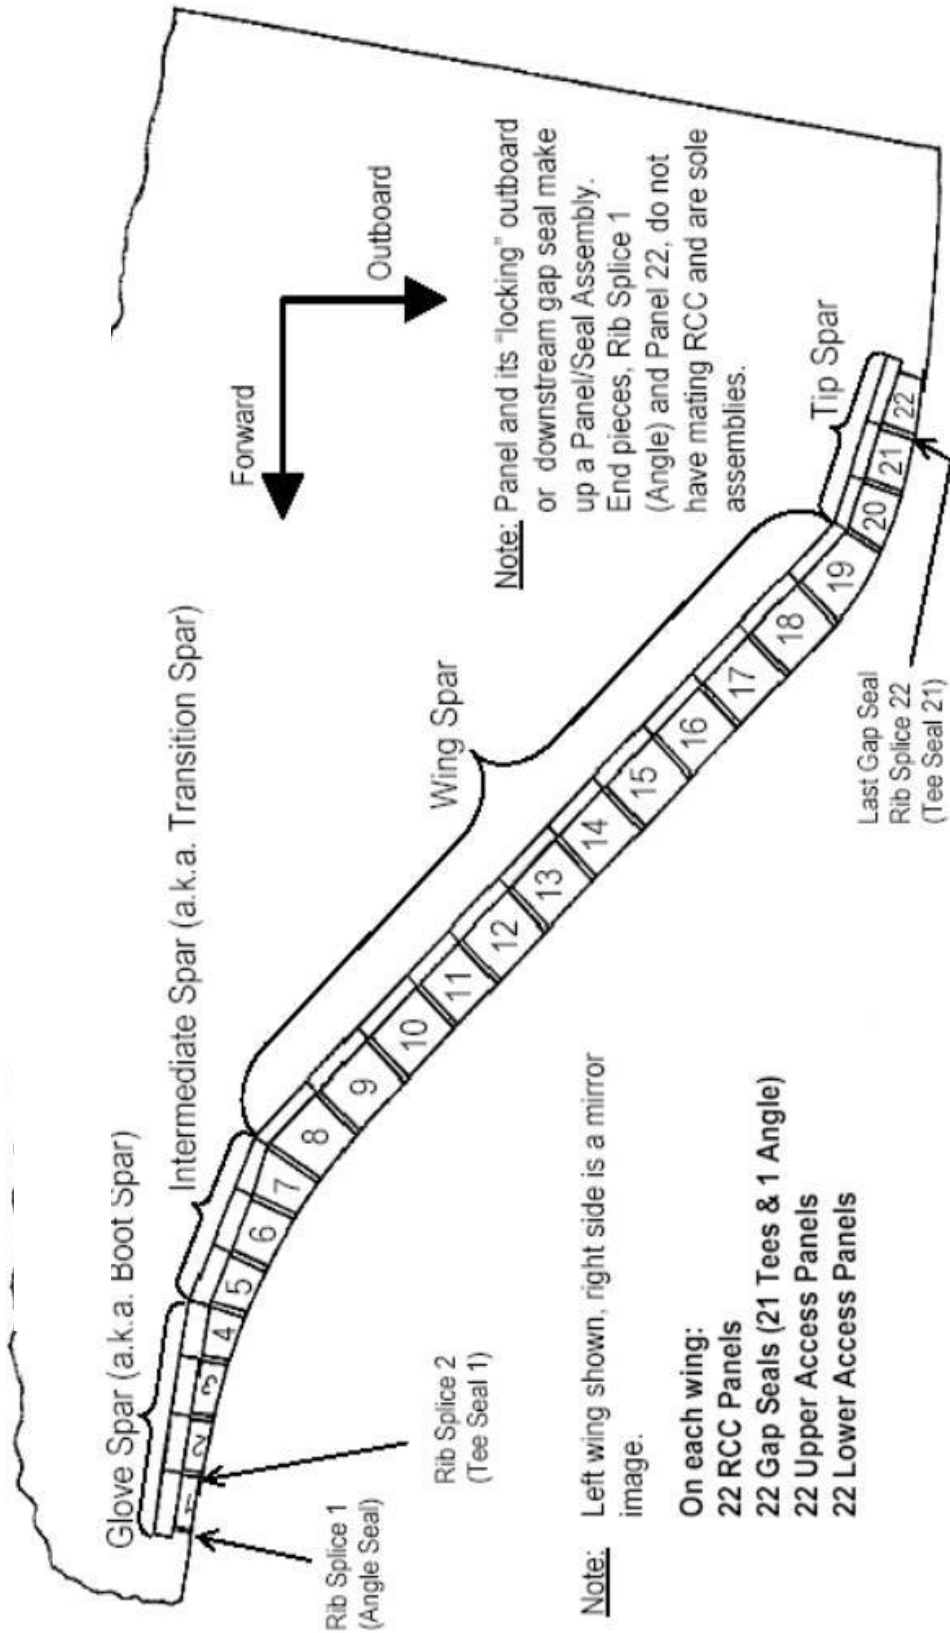 Glove Spar (a.k.a. Boot Spar)
Intermediate Spar (a.k.a. Transition Spar)
Forward
Outboard
Wing Spar
Note: Panel and its "locking" outboard
or downstream gap seal make
up a Panel/Seal Assembly.
End pieces, Rib Splice 1
(Angle) and Panel 22, do not
have mating RCC and are sole
assemblies.
Tip Spar
1
2
3
4
5
6
7
8
9
10
11
12
13
14
15
16
17
18
19
20
21
22
Rib Splice 1
(Angle Seal)
Rib Splice 2
(Tee Seal 1)
Last Gap Seal
Rib Splice 22
(Tee Seal 21)
Note: Left wing shown, right side is a mirror
image.
On each wing:
22 RCC Panels
22 Gap Seals (21 Tees & 1 Angle)
22 Upper Access Panels
22 Lower Access Panels